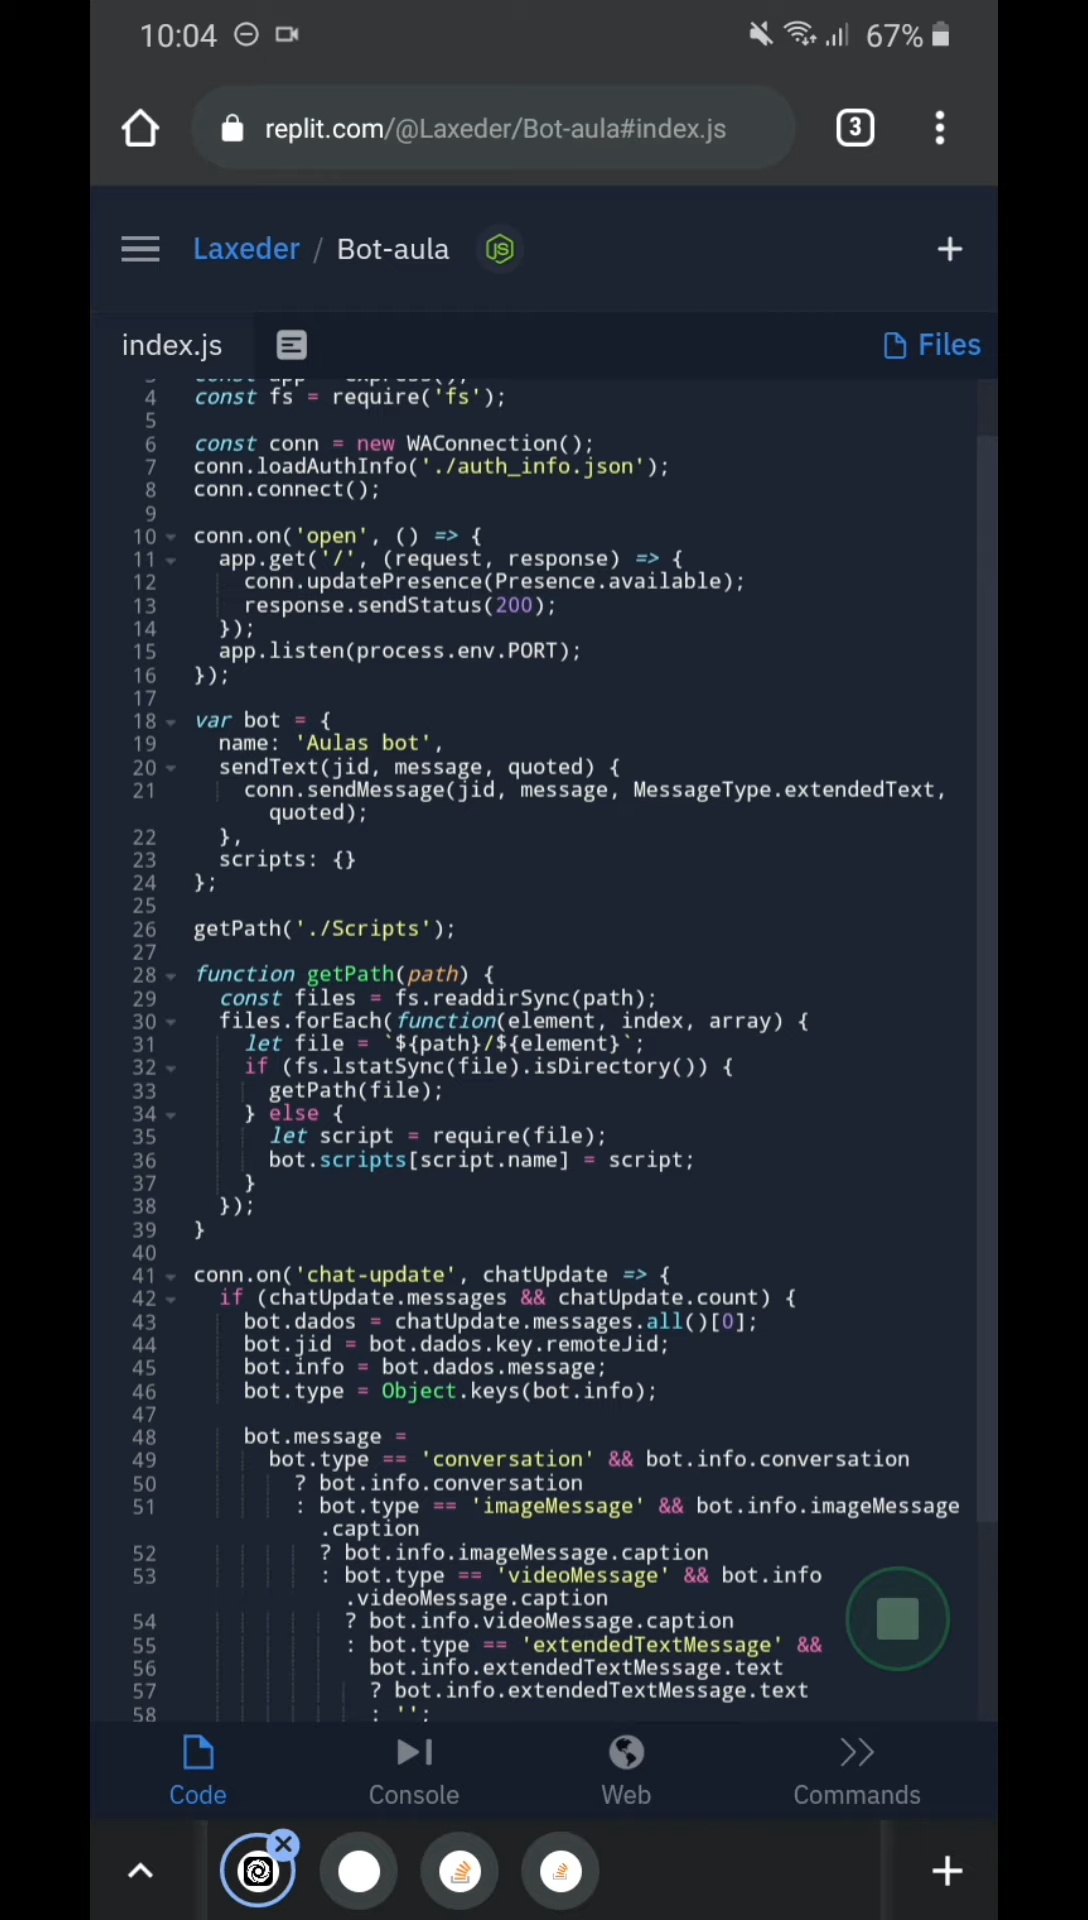 10:04 67%
replit.com/@Laxeder/Bot-aula#index.js 3
Laxeder / Bot-aula JS +
index.js Files
4 const fs = require('fs');
5
6 const conn = new WAConnection();
7 conn.loadAuthInfo('./auth_info.json');
8 conn.connect();
9
10 conn.on('open', () => {
11 app.get('/', (request, response) => {
12 conn.updatePresence(Presence.available);
13 response.sendStatus(200);
14 });
15 app.listen(process.env.PORT);
16 });
17
18 var bot = {
19 name: 'Aulas bot',
20 sendText(jid, message, quoted) {
21 conn.sendMessage(jid, message, MessageType.extendedText,
quoted);
22 },
23 scripts: {}
24 };
25
26 getPath('./Scripts');
27
28 function getPath(path) {
29 const files = fs.readdirSync(path);
30 files.forEach(function(element, index, array) {
31 let file = `${path}/${element}`;
32 if (fs.lstatSync(file).isDirectory()) {
33 getPath(file);
34 } else {
35 let script = require(file);
36 bot.scripts[script.name] = script;
37 }
38 });
39 }
40
41 conn.on('chat-update', chatUpdate => {
42 if (chatUpdate.messages && chatUpdate.count) {
43 bot.dados = chatUpdate.messages.all()[0];
44 bot.jid = bot.dados.key.remoteJid;
45 bot.info = bot.dados.message;
46 bot.type = Object.keys(bot.info);
47
48 bot.message =
49 bot.type == 'conversation' && bot.info.conversation
50 ? bot.info.conversation
51 : bot.type == 'imageMessage' && bot.info.imageMessage
.caption
52 ? bot.info.imageMessage.caption
53 : bot.type == 'videoMessage' && bot.info
.videoMessage.caption
54 ? bot.info.videoMessage.caption
55 : bot.type == 'extendedTextMessage' &&
56 bot.info.extendedTextMessage.text
57 ? bot.info.extendedTextMessage.text
58 : '';
Code Console Web Commands